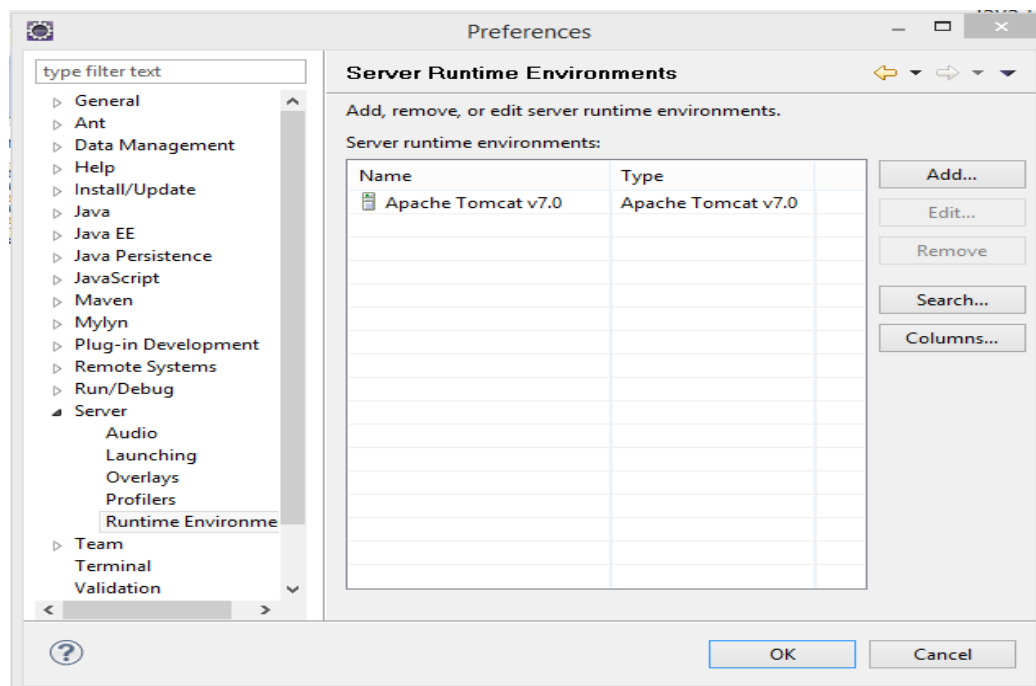 Preferences
type filter text
General
Ant
Data Management
Help
Install/Update
Java
Java EE
Java Persistence
JavaScript
Maven
Mylyn
Plug-in Development
Remote Systems
Run/Debug
Server
Audio
Launching
Overlays
Profilers
Runtime Environme
Team
Terminal
Validation
Server Runtime Environments
Add, remove, or edit server runtime environments.
Server runtime environments:
Name Type
Apache Tomcat v7.0 Apache Tomcat v7.0
Add...
Edit...
Remove
Search...
Columns...
OK
Cancel